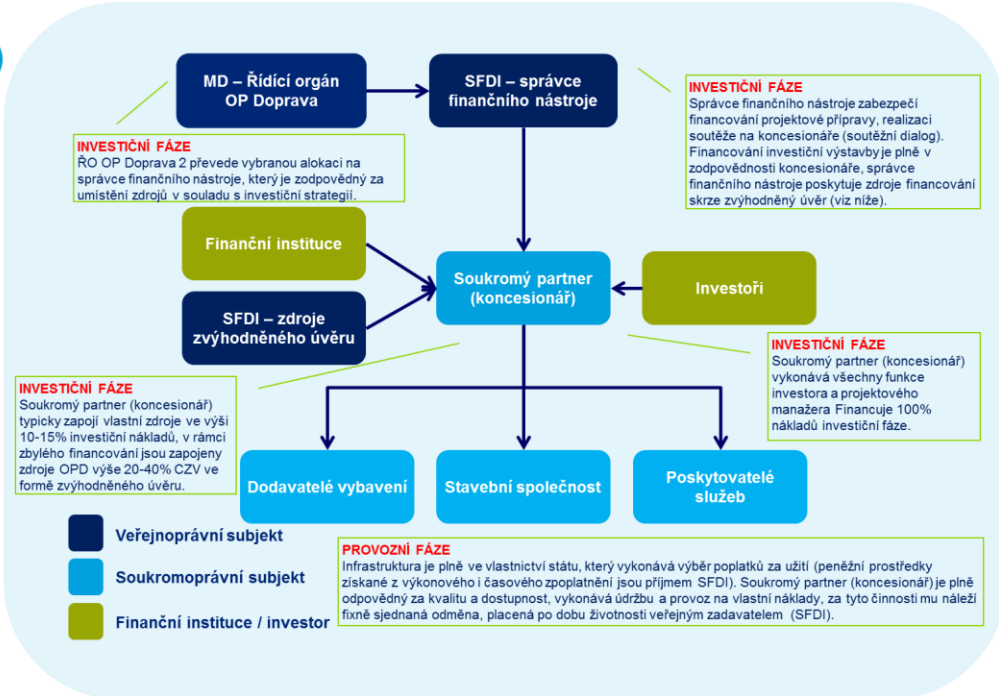 MD – Řídící orgán
OP Doprava
SFDI – správce
finančního nástroje
INVESTIČNÍ FÁZE
Správce finančního nástroje zabezpečí
financování projektové přípravy, realizaci
soutěže na koncesionáře (soutěžní dialog).
Financování investiční výstavby je plně v
zodpovědnosti koncesionáře, správce
finančního nástroje poskytuje zdroje financování
skrze zvýhodněný úvěr (viz níže).
INVESTIČNÍ FÁZE
ŘO OP Doprava 2 převede vybranou alokaci na
správce finančního nástroje, který je zodpovědný za
umístění zdrojů v souladu s investiční strategií.
Finanční instituce
Soukromý partner
(koncesionář)
Investoři
SFDI – zdroje
zvýhodněného úvěru
INVESTIČNÍ FÁZE
Soukromý partner (koncesionář)
vykonává všechny funkce
investora a projektového
manažera Financuje 100%
nákladů investiční fáze.
INVESTIČNÍ FÁZE
Soukromý partner (koncesionář)
typicky zapojí vlastní zdroje ve výši
10-15% investiční nákladů, v rámci
zbylého financování jsou zapojeny
zdroje OPD výše 20-40% CZV ve
formě zvýhodněného úvěru.
Dodavatelé vybavení
Stavební společnost
Poskytovatelé
služeb
Veřejnoprávní subjekt
Soukromoprávní subjekt
Finanční instituce / investor
PROVOZNÍ FÁZE
Infrastruktura je plně ve vlastnictví státu, který vykonává výběr poplatků za užití (peněžní prostředky
získané z výkonového i časového zpoplatnění jsou příjmem SFDI). Soukromý partner (koncesionář) je plně
odpovědný za kvalitu a dostupnost, vykonává údržbu a provoz na vlastní náklady, za tyto činnosti mu náleží
fixně sjednaná odměna, placená po dobu životnosti veřejným zadavatelem (SFDI).